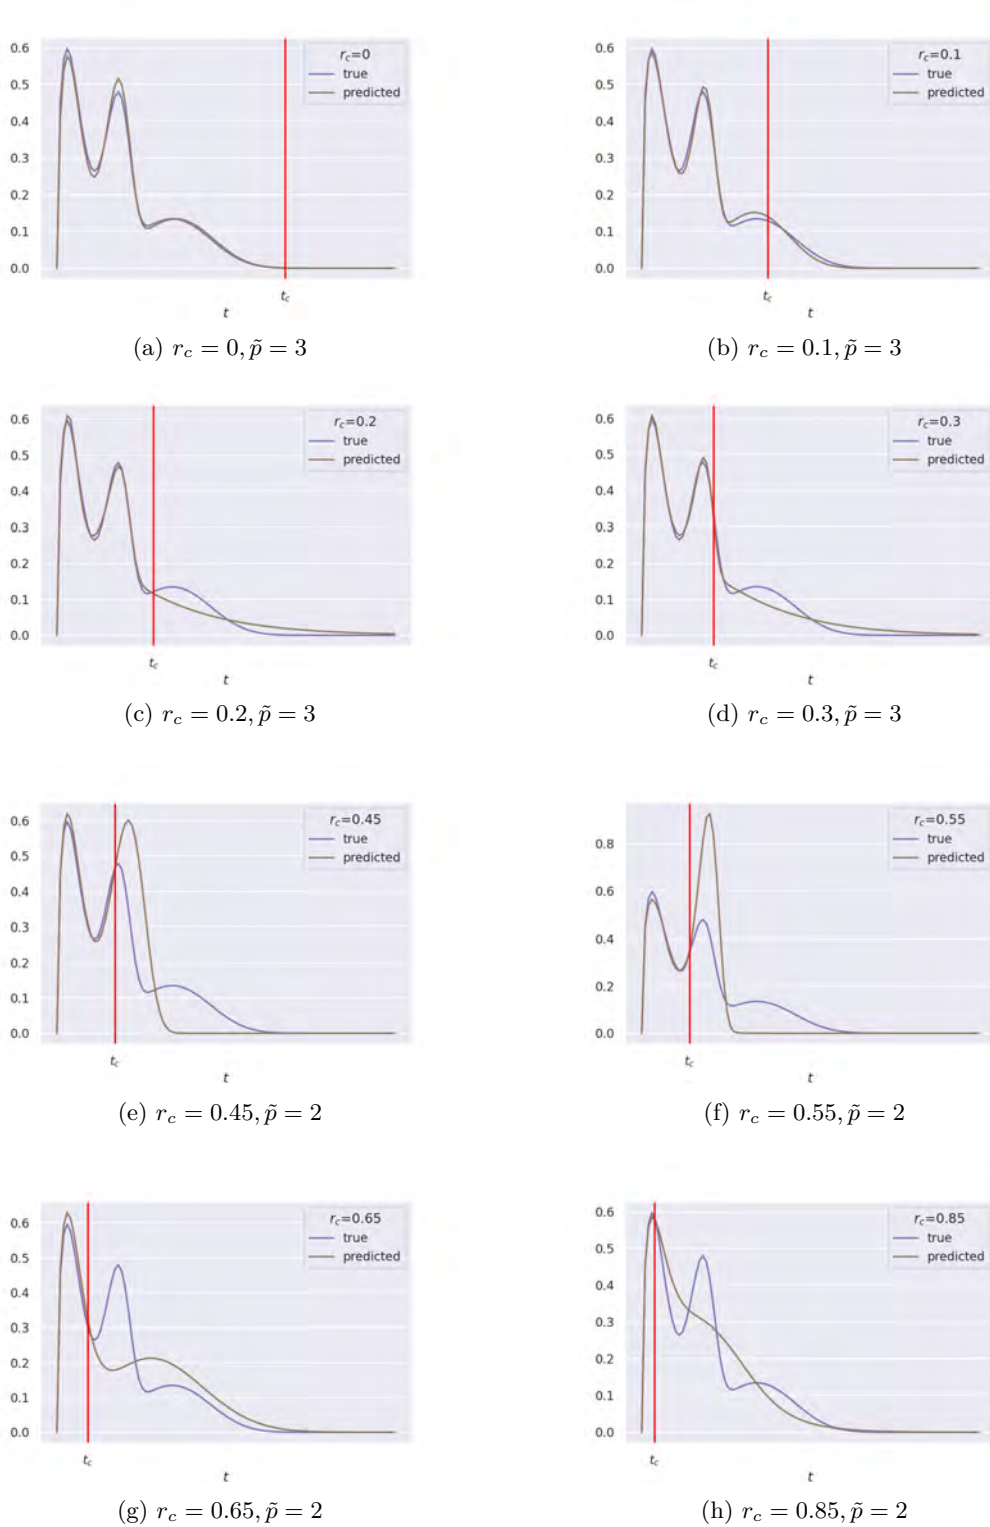 r_c=0
true
predicted
0.6
0.5
0.4
0.3
0.2
0.1
0.0
t_c
t
(a) r_c = 0, p̃ = 3
r_c=0.1
true
predicted
0.6
0.5
0.4
0.3
0.2
0.1
0.0
t_c
t
(b) r_c = 0.1, p̃ = 3
r_c=0.2
true
predicted
0.6
0.5
0.4
0.3
0.2
0.1
0.0
t_c
t
(c) r_c = 0.2, p̃ = 3
r_c=0.3
true
predicted
0.6
0.5
0.4
0.3
0.2
0.1
0.0
t_c
t
(d) r_c = 0.3, p̃ = 3
r_c=0.45
true
predicted
0.6
0.5
0.4
0.3
0.2
0.1
0.0
t_c
t
(e) r_c = 0.45, p̃ = 2
r_c=0.55
true
predicted
0.8
0.6
0.4
0.2
0.0
t_c
t
(f) r_c = 0.55, p̃ = 2
r_c=0.65
true
predicted
0.6
0.5
0.4
0.3
0.2
0.1
0.0
t_c
t
(g) r_c = 0.65, p̃ = 2
r_c=0.85
true
predicted
0.6
0.5
0.4
0.3
0.2
0.1
0.0
t_c
t
(h) r_c = 0.85, p̃ = 2